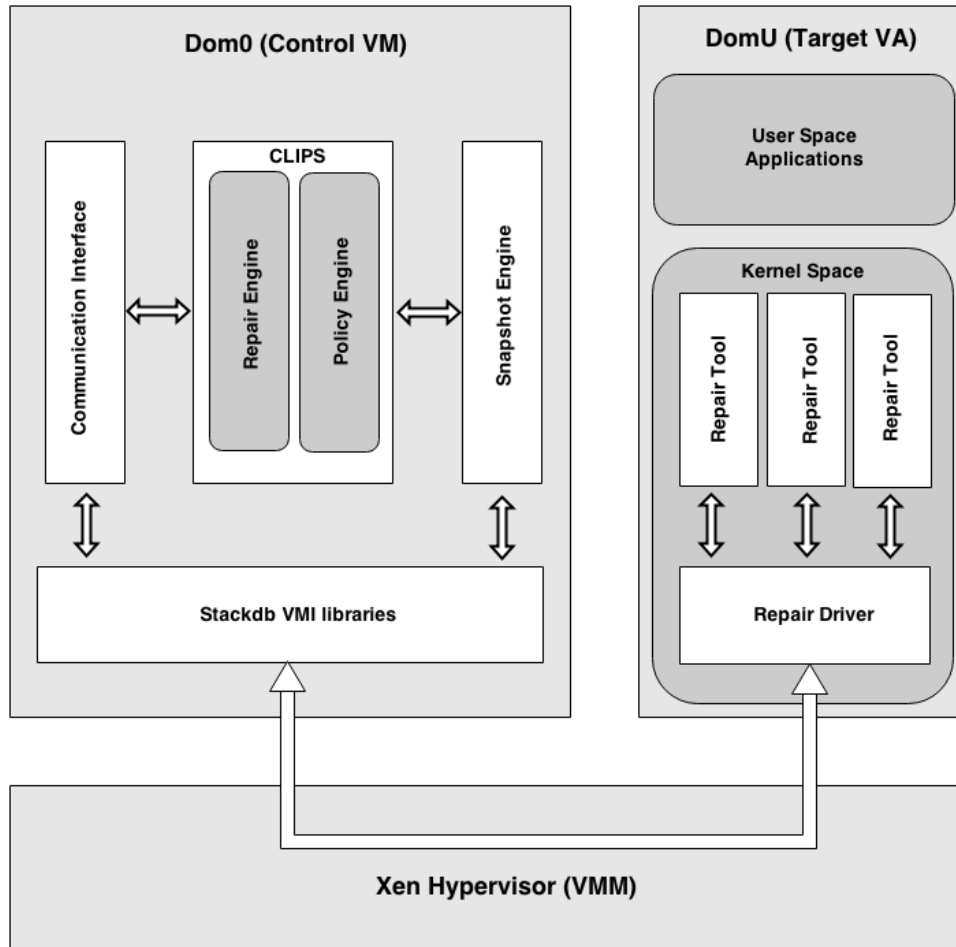 Dom0 (Control VM)
Communication Interface
CLIPS
Repair Engine
Policy Engine
Snapshot Engine
Stackdb VMI libraries
DomU (Target VA)
User Space
Applications
Kernel Space
Repair Tool
Repair Tool
Repair Tool
Repair Driver
Xen Hypervisor (VMM)